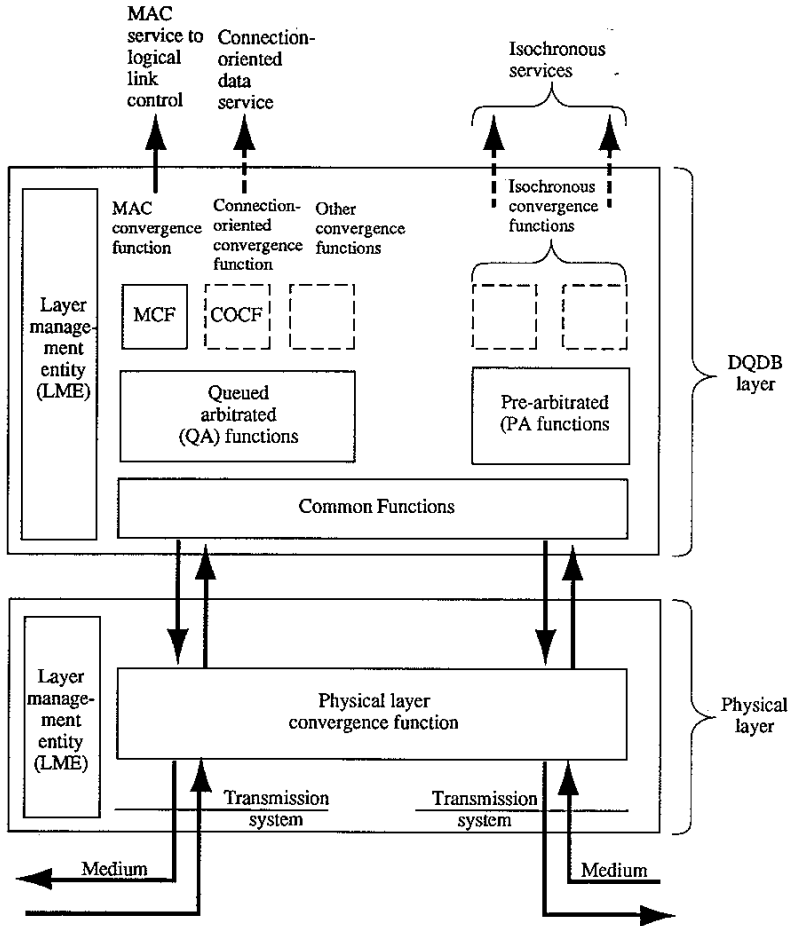 MAC
service to
logical
link
control
Connection-
oriented
data
service
Isochronous
services
MAC
convergence
function
Connection-
oriented
convergence
function
Other
convergence
functions
Isochronous
convergence
functions
Layer
manage-
ment
entity
(LME)
MCF
COCF
Queued
arbitrated
(QA) functions
Pre-arbitrated
(PA functions
Common Functions
DQDB
layer
Layer
manage-
ment
entity
(LME)
Physical layer
convergence function
Physical
layer
Transmission
system
Transmission
system
Medium
Medium